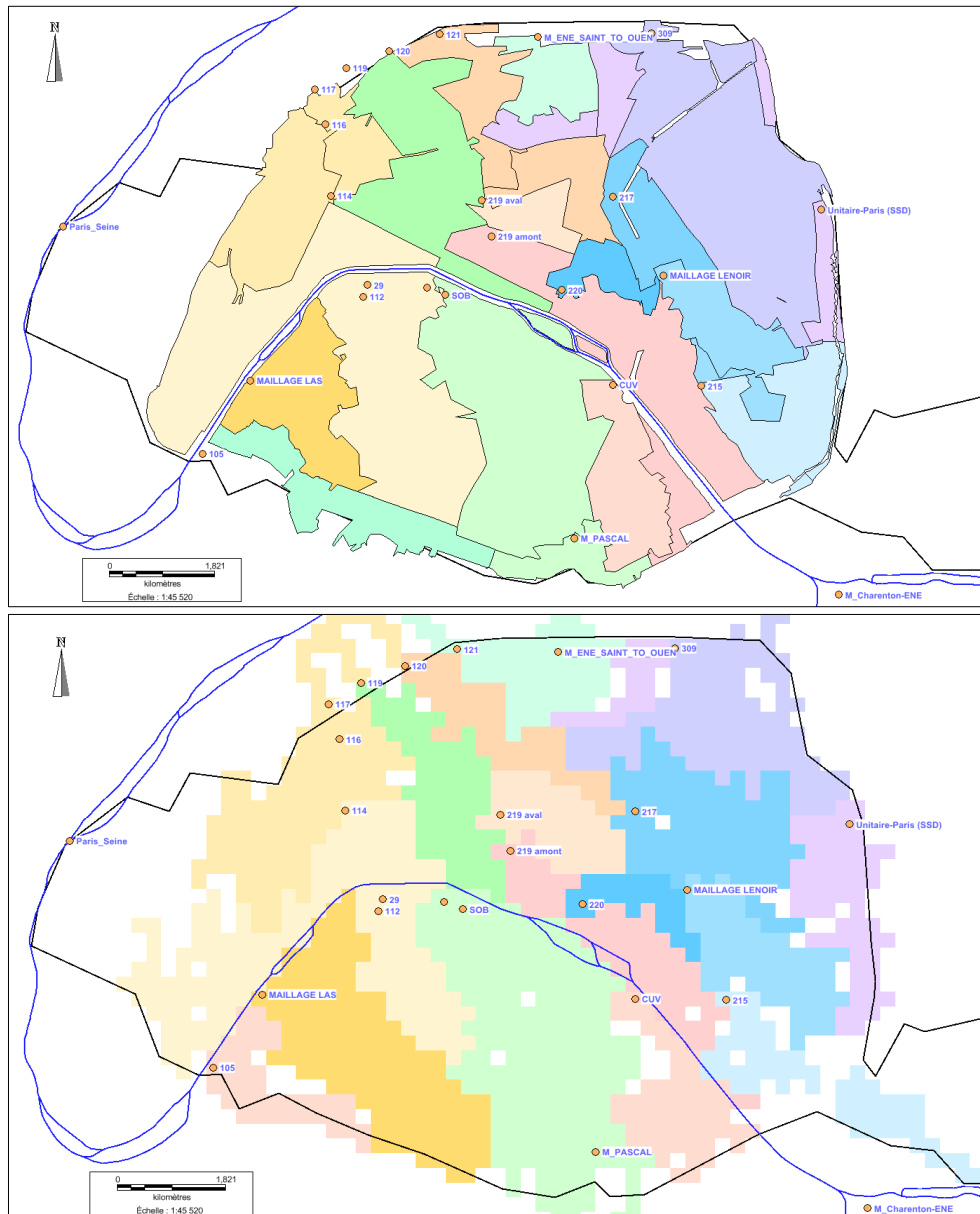 N
121
M_ENE_SAINT_TO_OUEN
309
120
119
117
116
114
219 aval
217
Unitaire-Paris (SSD)
Paris_Seine
219 amont
MAILLAGE LENOIR
29
112
SOB
220
MAILLAGE LAS
CUV
215
105
M_PASCAL
0 1,821
kilomètres
Échelle : 1:45 520
M_Charenton-ENE
N
121
M_ENE_SAINT_TO_OUEN
309
120
119
117
116
114
219 aval
217
Unitaire-Paris (SSD)
Paris_Seine
219 amont
MAILLAGE LENOIR
29
112
SOB
220
MAILLAGE LAS
CUV
215
105
M_PASCAL
0 1,821
kilomètres
Échelle : 1:45 520
M_Charenton-ENE